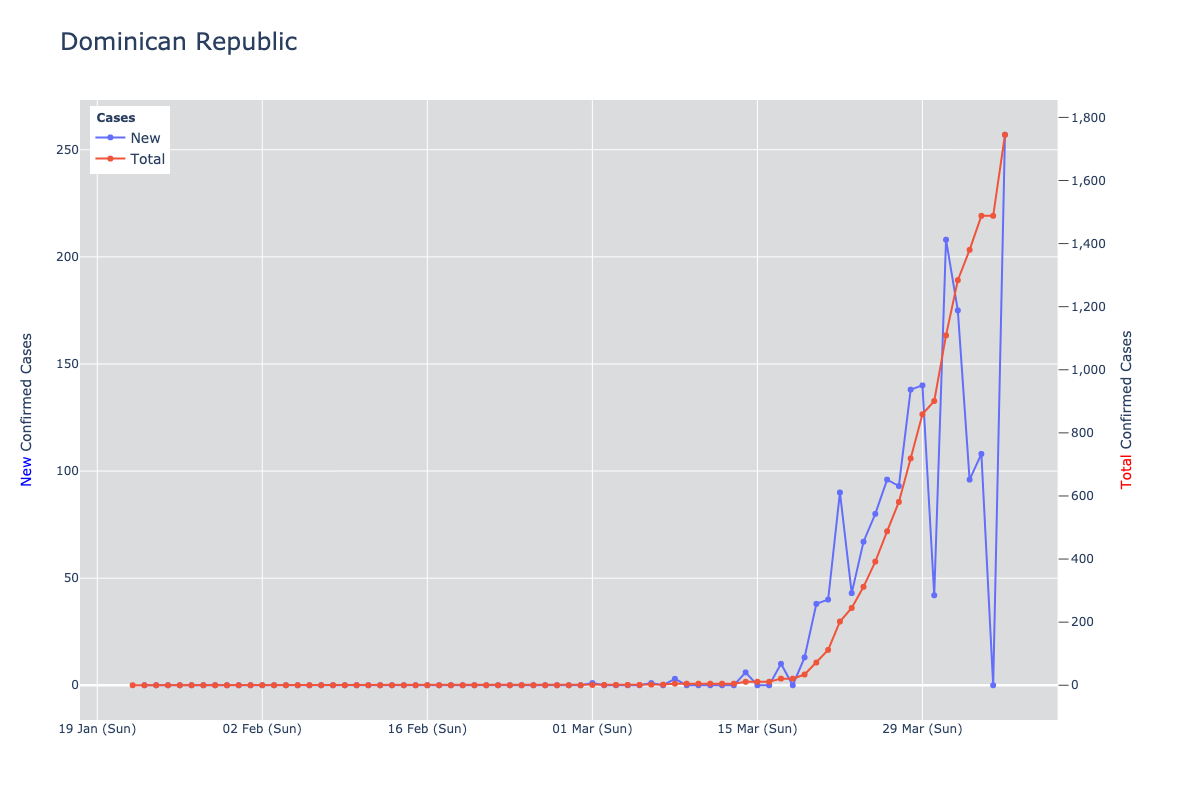 Dominican Republic
Cases
New
Total
250
200
150
100
50
0
1,800
1,600
1,400
1,200
1,000
800
600
400
200
0
New Confirmed Cases
Total Confirmed Cases
19 Jan (Sun)
02 Feb (Sun)
16 Feb (Sun)
01 Mar (Sun)
15 Mar (Sun)
29 Mar (Sun)